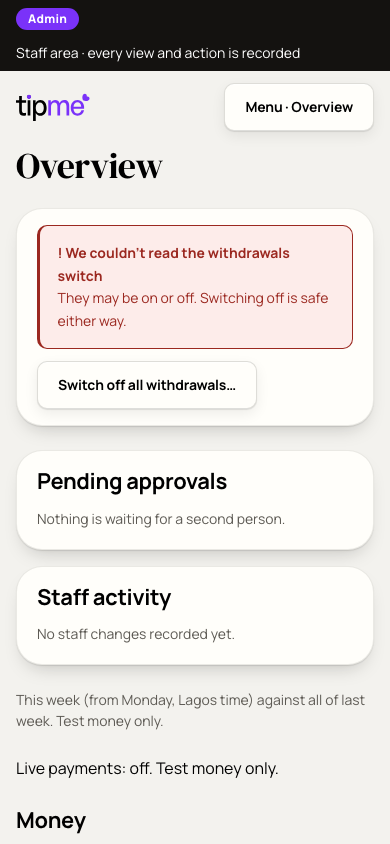 Admin
Staff area · every view and action is recorded
tipme
Menu · Overview
Overview
! We couldn't read the withdrawals
switch
They may be on or off. Switching off is safe
either way.
Switch off all withdrawals…
Pending approvals
Nothing is waiting for a second person.
Staff activity
No staff changes recorded yet.
This week (from Monday, Lagos time) against all of last
week. Test money only.
Live payments: off. Test money only.
Money